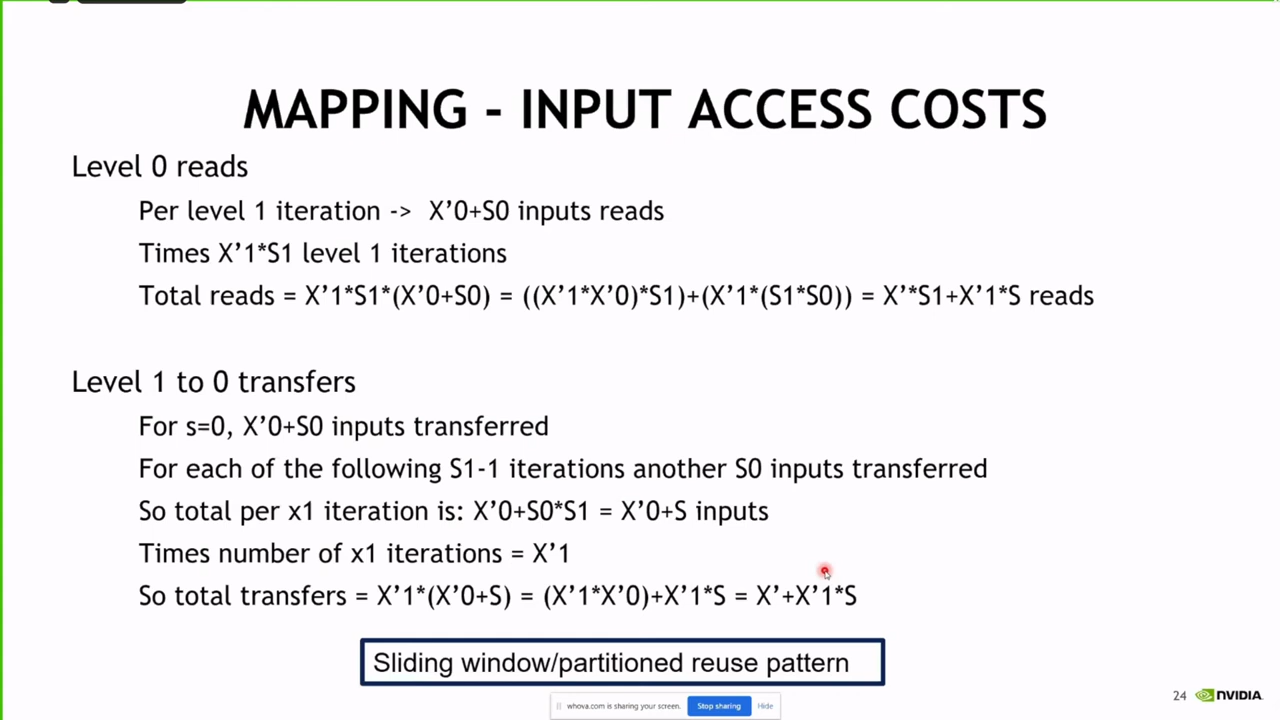 MAPPING - INPUT ACCESS COSTS
Level 0 reads
Per level 1 iteration -> X’0+S0 inputs reads
Times X’1*S1 level 1 iterations
Total reads = X’1*S1*(X’0+S0) = ((X’1*X’0)*S1)+(X’1*(S1*S0)) = X’*S1+X’1*S reads
Level 1 to 0 transfers
For s=0, X’0+S0 inputs transferred
For each of the following S1-1 iterations another S0 inputs transferred
So total per x1 iteration is: X’0+S0*S1 = X’0+S inputs
Times number of x1 iterations = X’1
So total transfers = X’1*(X’0+S) = (X’1*X’0)+X’1*S = X’+X’1*S
Sliding window/partitioned reuse pattern
24 NVIDIA.
whova.com is sharing your screen. Stop sharing Hide